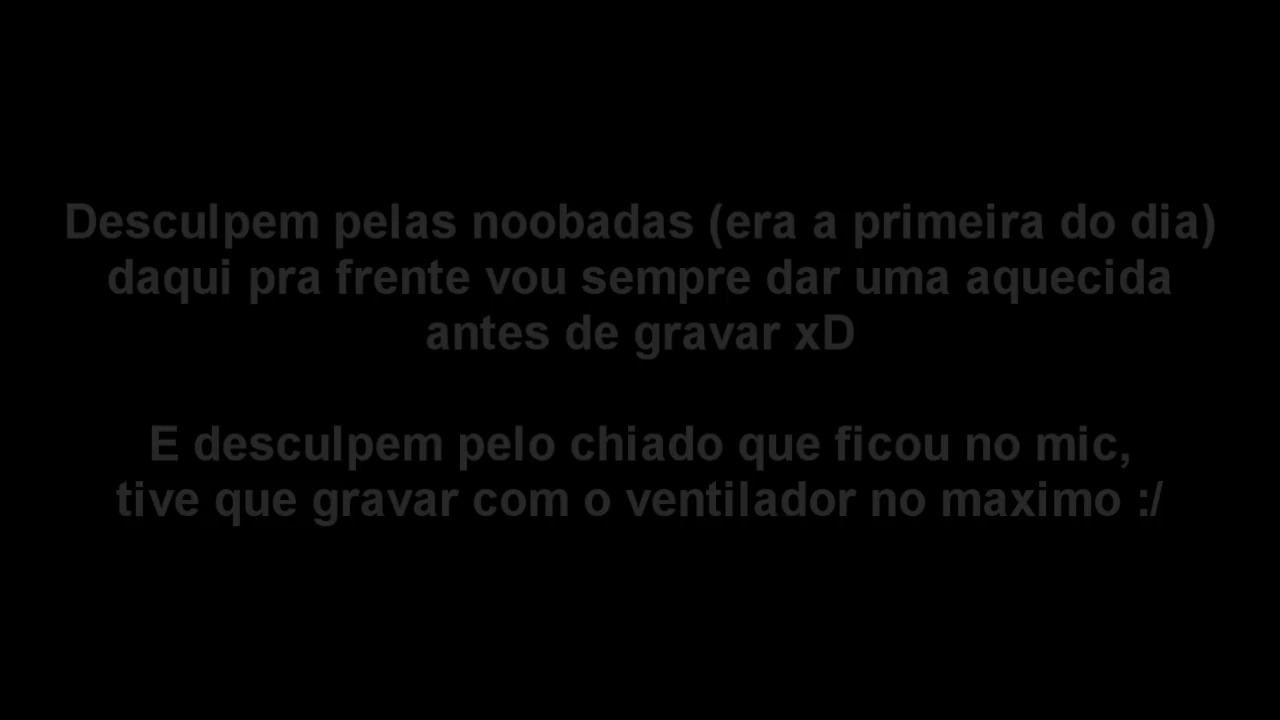 Desculpem pelas noobadas (era a primeira do dia)
daqui pra frente vou sempre dar uma aquecida
antes de gravar xD
E desculpem pelo chiado que ficou no mic,
tive que gravar com o ventilador no maximo :/